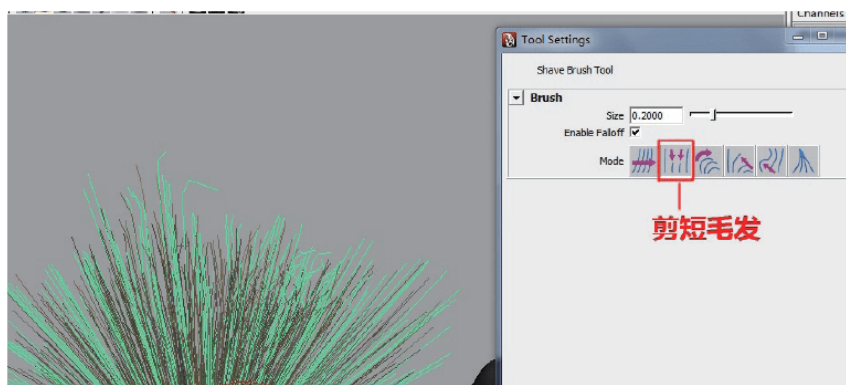 Channels
Tool Settings
Shave Brush Tool
Brush
Size 0.2000
Enable Falloff
Mode
剪短毛发